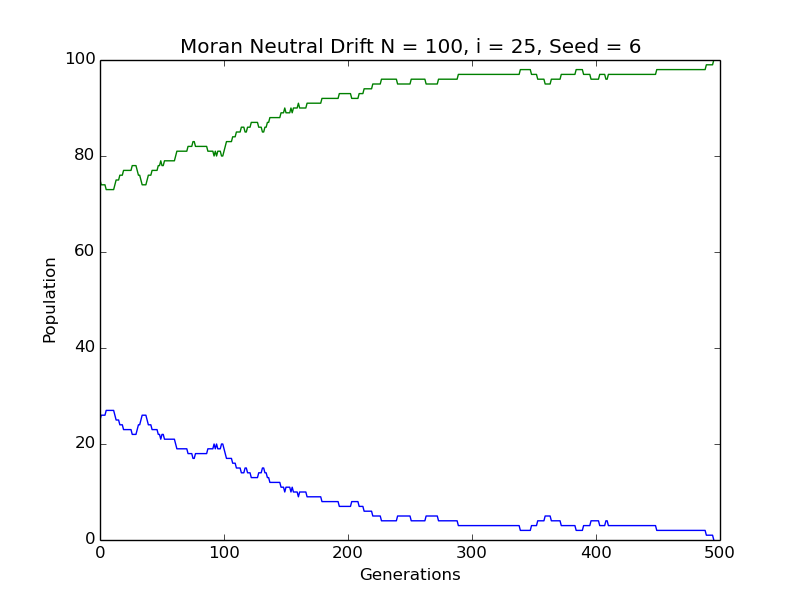 Moran Neutral Drift N = 100, i = 25, Seed = 6
100
80
60
40
20
0
Population
0 100 200 300 400 500
Generations